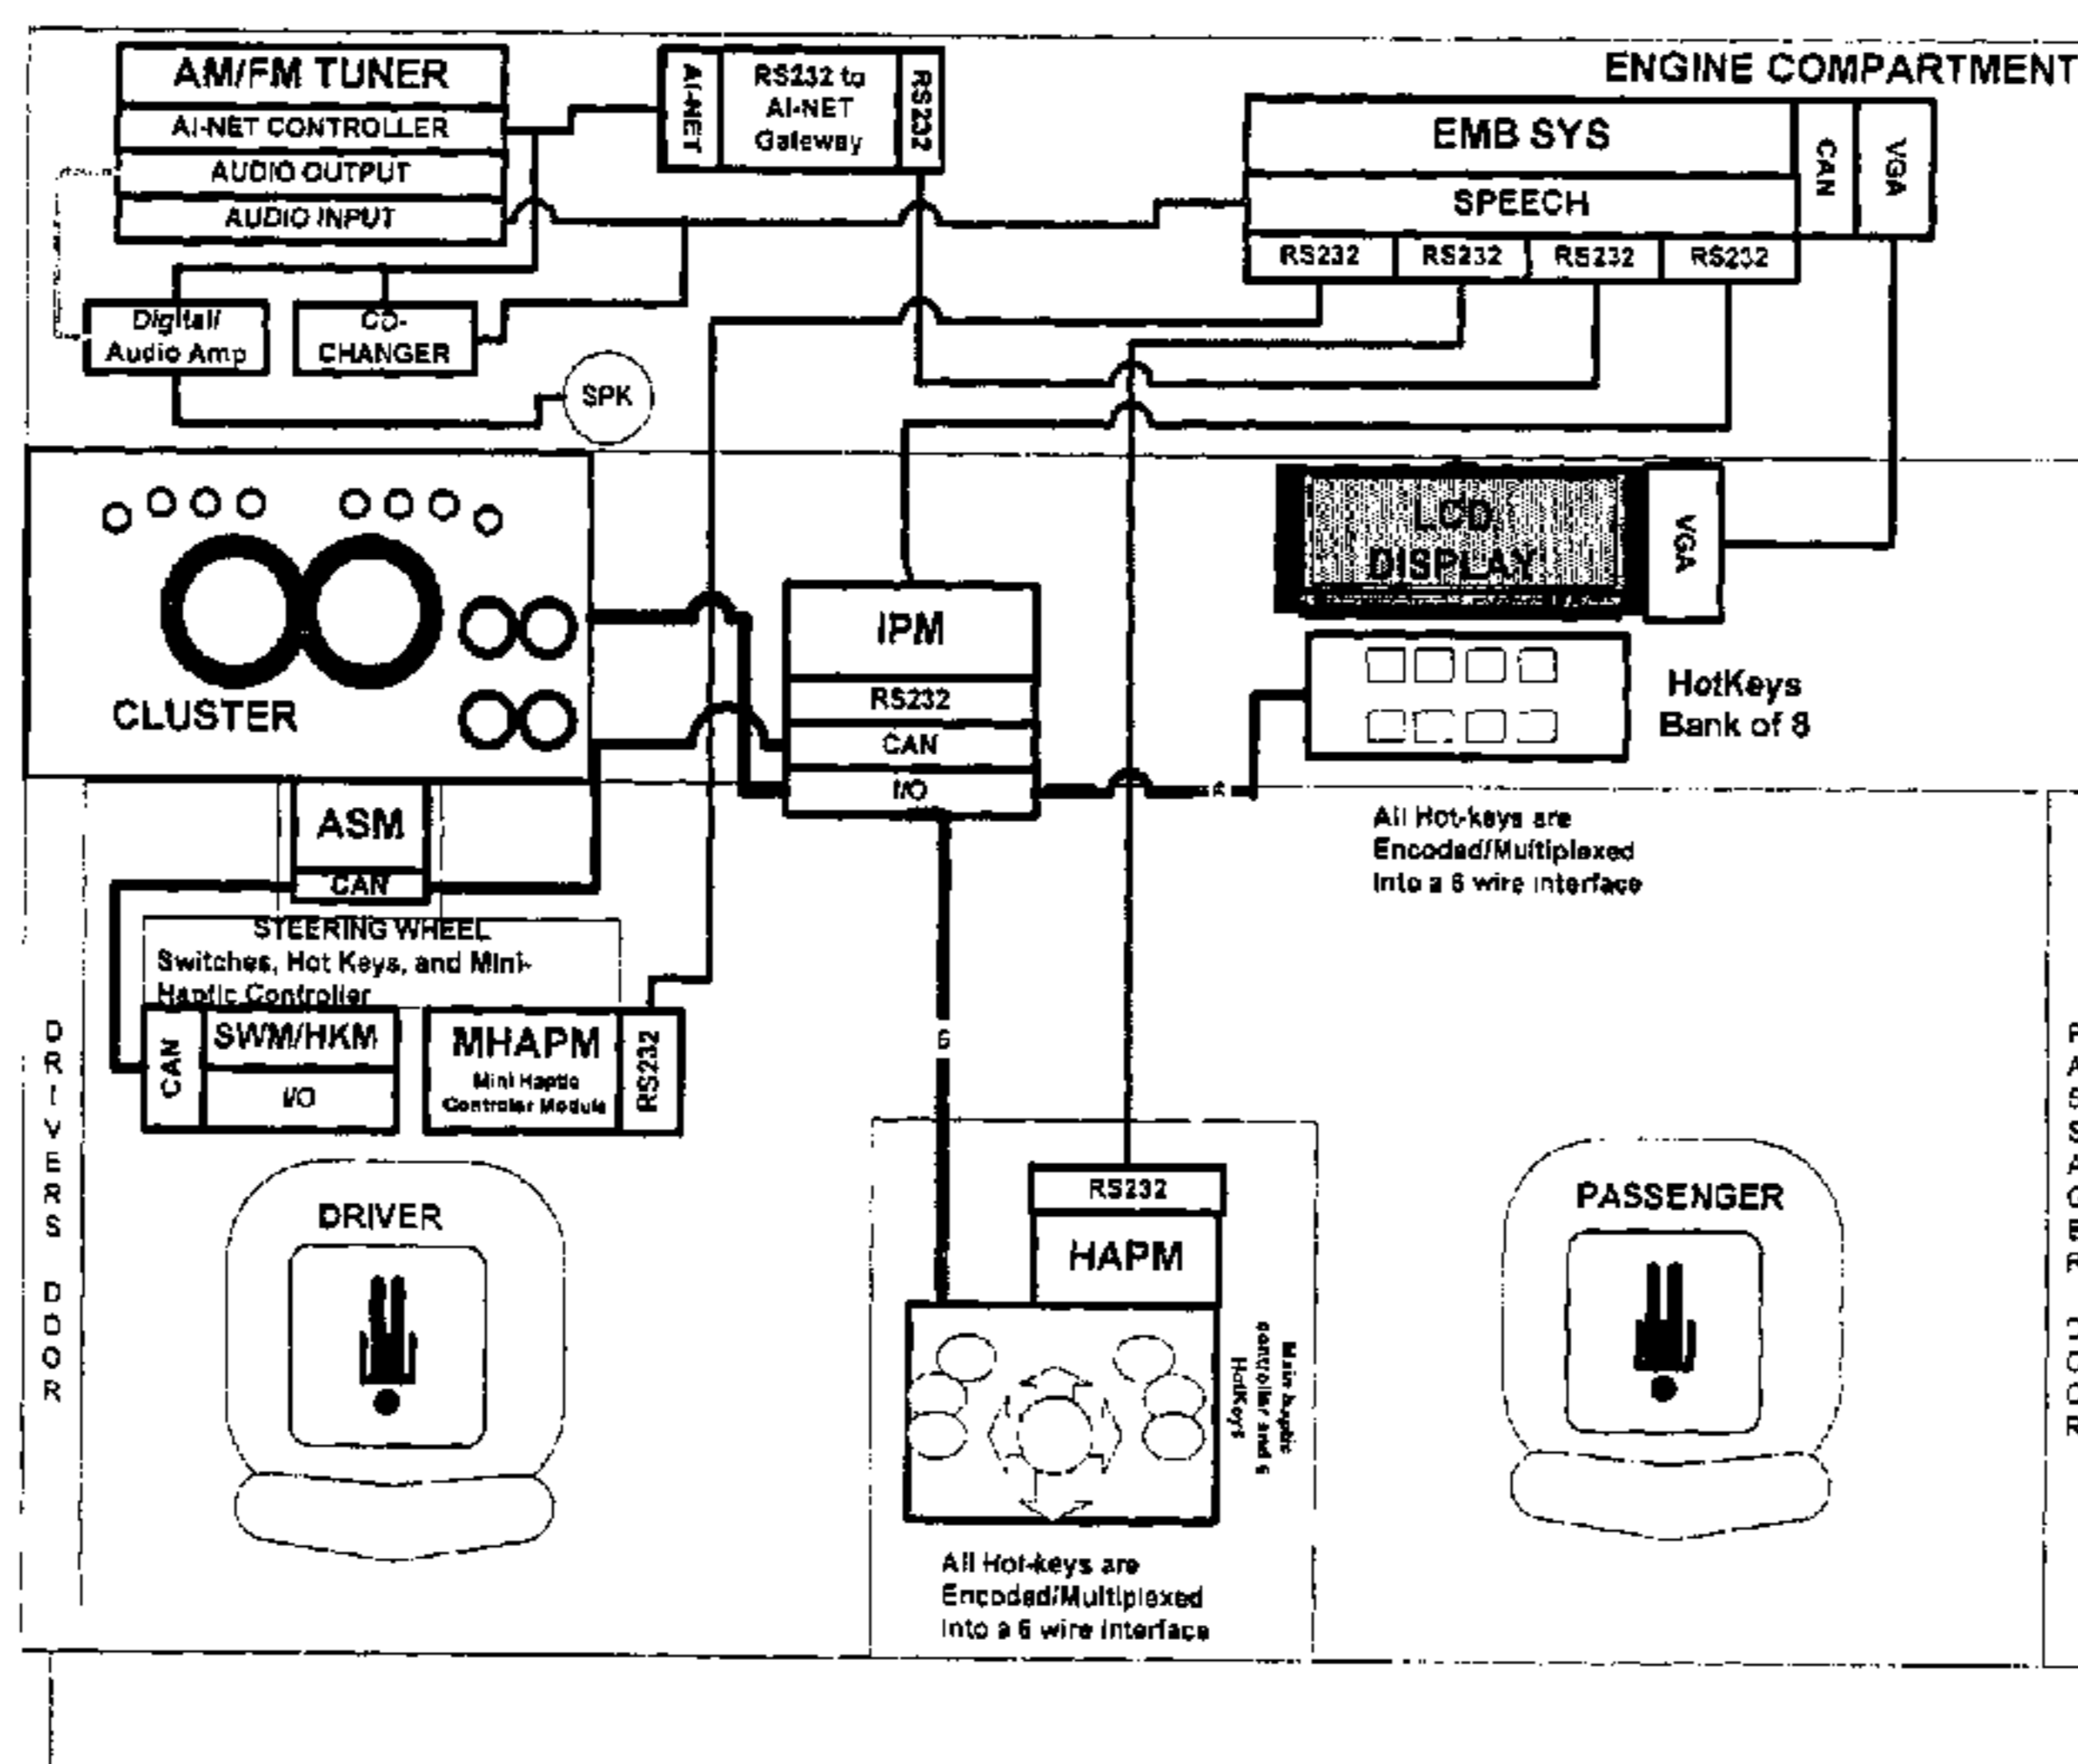 ENGINE COMPARTMENT
AM/FM TUNER
AI-NET CONTROLLER
AUDIO OUTPUT
AUDIO INPUT
AI-NET
RS232 to
AI-NET
Gateway
RS232
EMB SYS
SPEECH
CAN
VGA
RS232
RS232
RS232
RS232
Digital/
Audio Amp
CD-
CHANGER
SPK
LCD
DISPLAY
VGA
CLUSTER
IPM
RS232
CAN
I/O
HotKeys
Bank of 8
All Hot-keys are
Encoded/Multiplexed
Into a 6 wire interface
ASM
CAN
STEERING WHEEL
Switches, Hot Keys, and Mini-
Haptic Controller
CAN
SWM/HKM
I/O
MHAPM
Mini Haptic
Controler Module
RS232
6
DRIVERS DOOR
DRIVER
RS232
HAPM
Main haptic
controller and 6
HotKeys
All Hot-keys are
Encoded/Multiplexed
Into a 6 wire interface
PASSENGER